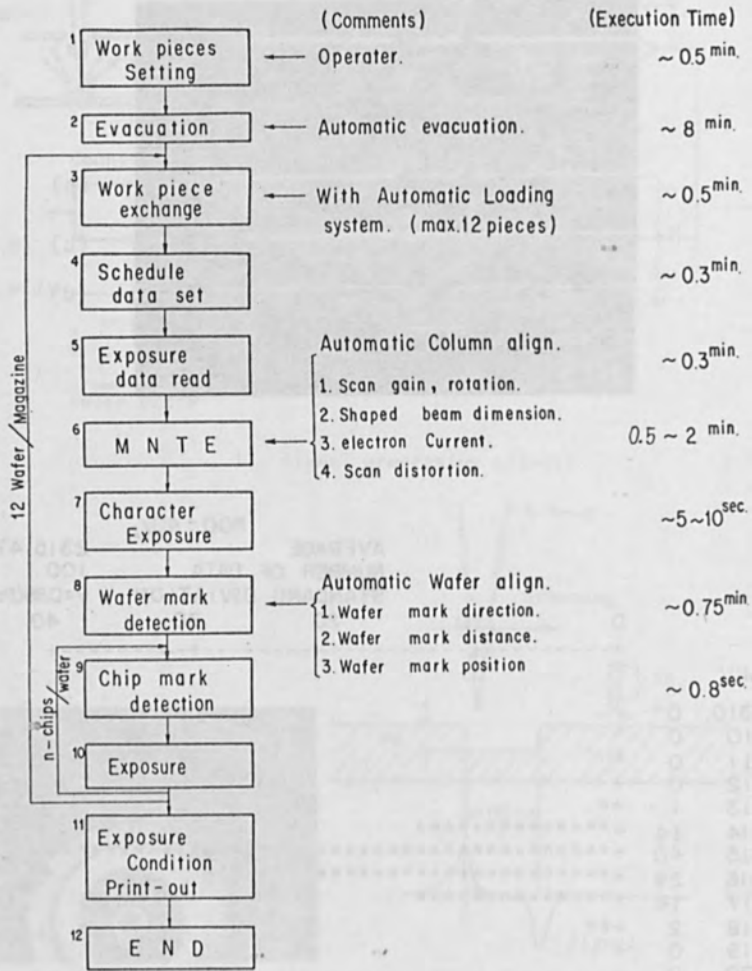 (Comments)
(Execution Time)
1
Work pieces
Setting
Operater.
~0.5 min.
2
Evacuation
Automatic evacuation.
~ 8 min.
3
Work piece
exchange
With Automatic Loading
system. (max.12 pieces)
~0.5 min.
4
Schedule
data set
~0.3 min.
5
Exposure
data read
~0.3 min.
Automatic Column align.
1. Scan gain, rotation.
2. Shaped beam dimension.
3. electron Current.
4. Scan distortion.
6
M N T E
0.5 ~ 2 min.
7
Character
Exposure
~5~10 sec.
8
Wafer mark
detection
Automatic Wafer align.
1. Wafer mark direction.
2. Wafer mark distance.
3. Wafer mark position
~0.75 min
9
Chip mark
detection
~ 0.8 sec.
10
Exposure
11
Exposure
Condition
Print-out
12
E N D
12 Wafer/Magazine
n-chips/wafer